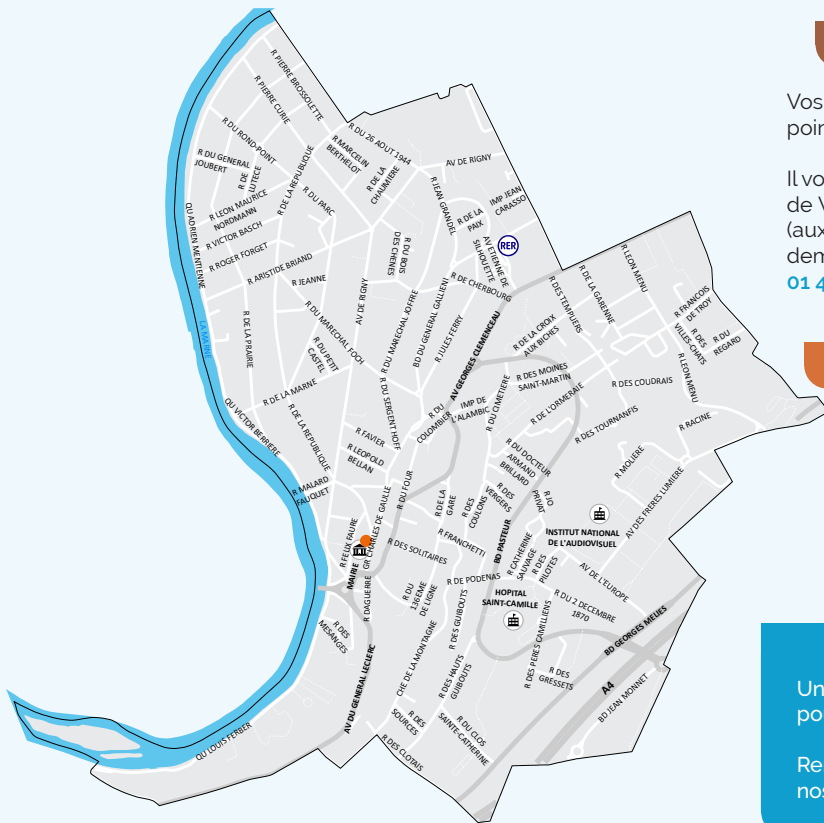 R PIERRE BROSSOLETTE
R PIERRE CURIE
R DU ROND-POINT
R DU GENERAL
JOUBERT
R DE
LUTECE
R DE LA REPUBLIQUE
R DU 26 AOUT 1944
R MARCELIN
BERTHELOT
R DE LA
CHAUMIERE
AV DE RIGNY
R JEAN GRANDEL
IMP JEAN
CARASSO
R DE LA
PAIX
RER
AV ETIENNE DE
SILHOUETTE
R DU PARC
R LEON MAURICE
NORDMANN
R VICTOR BASCH
R ROGER FORGET
QU ADRIEN MENTIENNE
R ARISTIDE BRIAND
R JEANNE
R DU BOIS
DES CHENES
AV DE RIGNY
R DU MARECHAL JOFFRE
BD DU GENERAL GALLIENI
R DE CHERBOURG
R JULES FERRY
AV GEORGES CLEMENCEAU
R DES TEMPLIERS
R DE LA GARENNE
R LEON MENU
R FRANCOIS
DE TROY
R DES
VILLES-CHATS
R DU
REGARD
R LEON MENU
LA MARNE
R DE LA PRAIRIE
R DU MARECHAL FOCH
R DU PETIT
CASTEL
R DE LA CROIX
AUX BICHES
R DES MOINES
SAINT-MARTIN
R DES COUDRAIS
R DE LA MARNE
R DU SERGENT HOFF
R DU
COLOMBIER
IMP DE
L'ALAMBIC
R DU CIMETIERE
R DE L'ORMERAIE
R DES TOURNANFIS
R RACINE
QU VICTOR BERRIERE
R DE LA REPUBLIQUE
R FAVIER
R LEOPOLD
BELLAN
R DU DOCTEUR
ARMAND
BRILLARD
R MOLIÈRE
R MALARD
FAUQUET
R DU FOUR
R DE LA
GARE
R DES
COULONS
R DES
VERGERS
R JO
PRIVAT
AV DES FRÈRES LUMIÈRE
R FELIX FAURE
GR CHARLES DE GAULLE
MAIRIE
R DAGUERRE
R DES SOLITAIRES
R FRANCHETTI
BD PASTEUR
R CATHERINE
SAUVAGE
R DES
PILOTES
INSTITUT NATIONAL
DE L'AUDIOVISUEL
AV DE L'EUROPE
R DE PODENAS
R DU
136EME
DE LIGNE
R DES GUIBOUTS
HOPITAL
SAINT-CAMILLE
R DU 2 DECEMBRE
1870
BD GEORGES MELIES
R DES
MESANGES
CHE DE LA MONTAGNE
R DES HAUTS
GUIBOUTS
R DES PERES CAMILLIENS
R DES
GRESSETS
A4
BD JEAN MONNET
AV DU GENERAL LECLERC
R DES
SOURCES
R DU CLOS
SAINTE-CATHERINE
R DES CLOTAIS
QU LOUIS FERBER
Vos
poin
Il vo
de V
(aux
dem
01 4
Un
po
Re
nos